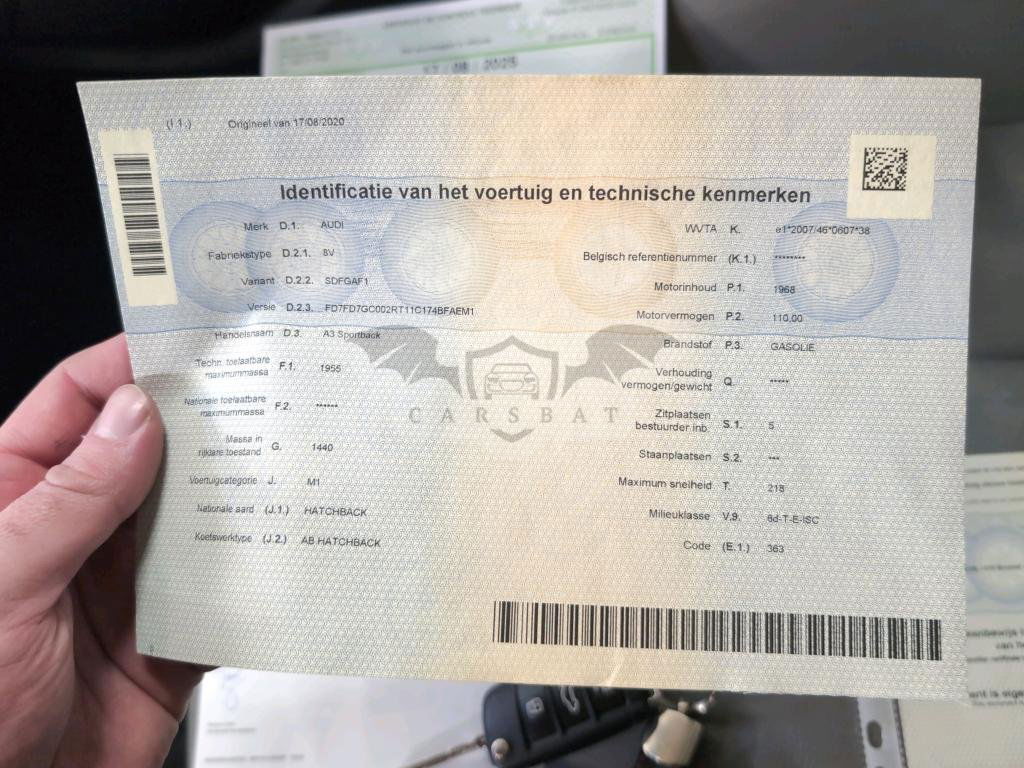 17 / 08 / 2025
(I.1.) Origineel van 17/08/2020
Identificatie van het voertuig en technische kenmerken
Merk D.1. AUDI
Fabriekstype D.2.1. 8V
Variant D.2.2. SDFGAF1
Versie D.2.3. FD7FD7GC002RT11C174BFAEM1
Handelsnaam D.3. A3 Sportback
Techn. toelaatbare
maximummassa F.1. 1955
Nationale toelaatbare
maximummassa F.2. ******
Massa in
rijklare toestand G. 1440
Voertuigcategorie J. M1
Nationale aard (J.1.) HATCHBACK
Koetswerktype (J.2.) AB HATCHBACK
WVTA K. e1*2007/46*0607*38
Belgisch referentienummer (K.1.) ********
Motorinhoud P.1. 1968
Motorvermogen P.2. 110,00
Brandstof P.3. GASOLIE
Verhouding
vermogen/gewicht Q. *****
Zitplaatsen
bestuurder inb. S.1. 5
Staanplaatsen S.2. ***
Maximum snelheid T. 218
Milieuklasse V.9. 6d-T-E-ISC
Code (E.1.) 363
CARSBAT